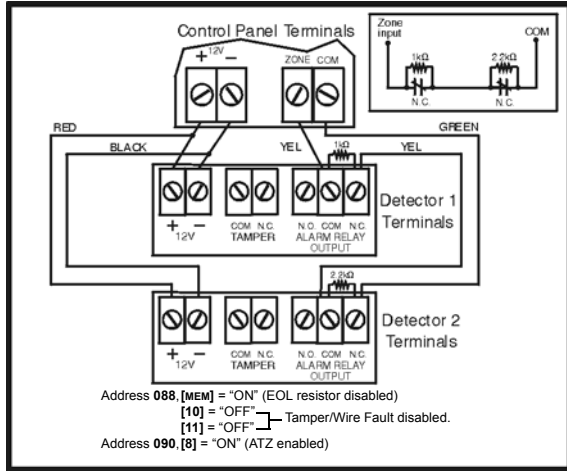 Control Panel Terminals
+ 12V −
ZONE COM
Zone input
COM
1kΩ
2.2kΩ
N.C.
N.C.
RED
GREEN
BLACK
YEL
1kΩ
YEL
Detector 1 Terminals
+ 12V −
COM N.C.
TAMPER
N.O. COM N.C.
ALARM RELAY
OUTPUT
2.2kΩ
Detector 2 Terminals
+ 12V −
COM N.C.
TAMPER
N.O. COM N.C.
ALARM RELAY
OUTPUT
Address 088, [MEM] = “ON” (EOL resistor disabled)
[10] = “OFF”
[11] = “OFF”
Tamper/Wire Fault disabled.
Address 090, [8] = “ON” (ATZ enabled)